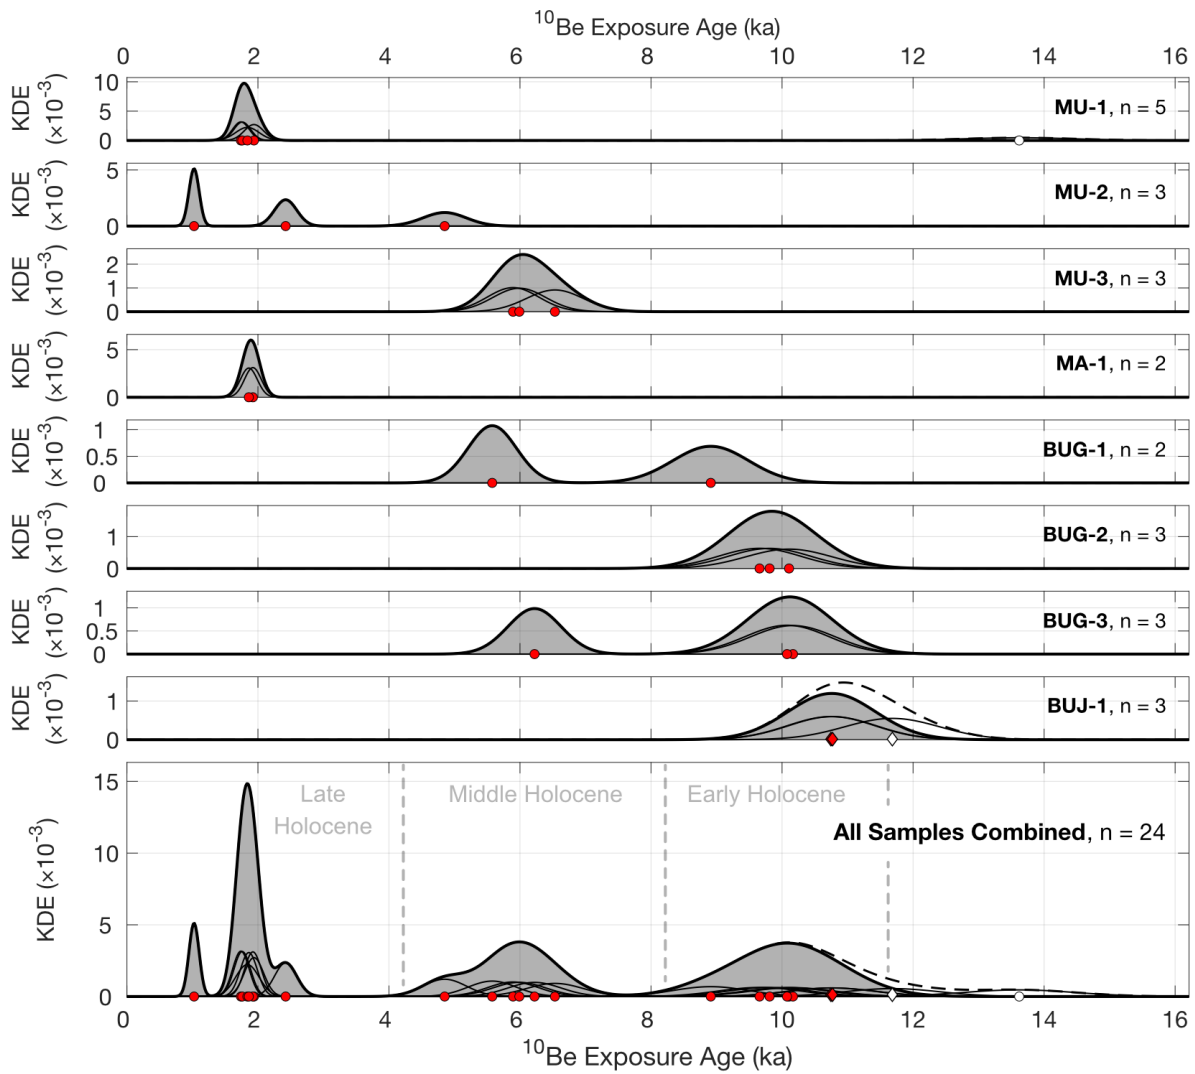 ¹⁰Be Exposure Age (ka)
0 2 4 6 8 10 12 14 16
KDE (×10⁻³)
10
5
0
MU-1, n = 5
KDE (×10⁻³)
5
0
MU-2, n = 3
KDE (×10⁻³)
2
1
0
MU-3, n = 3
KDE (×10⁻³)
5
0
MA-1, n = 2
KDE (×10⁻³)
1
0.5
0
BUG-1, n = 2
KDE (×10⁻³)
1
0
BUG-2, n = 3
KDE (×10⁻³)
1
0.5
0
BUG-3, n = 3
KDE (×10⁻³)
1
0
BUJ-1, n = 3
KDE (×10⁻³)
15
10
5
0
Late
Holocene
Middle Holocene
Early Holocene
All Samples Combined, n = 24
0 2 4 6 8 10 12 14 16
¹⁰Be Exposure Age (ka)